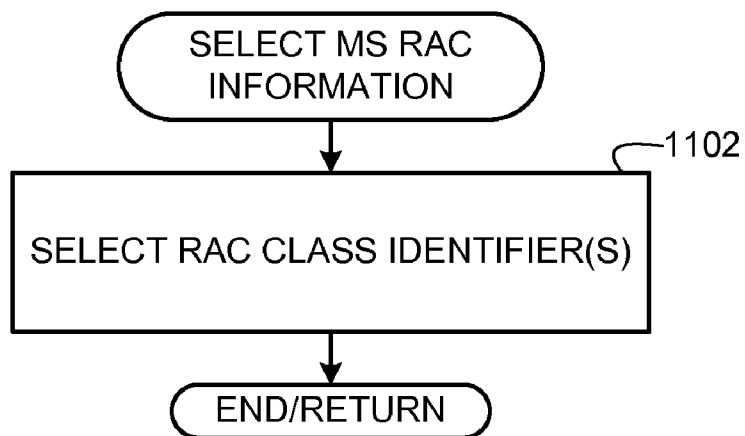 SELECT MS RAC
INFORMATION
1102
SELECT RAC CLASS IDENTIFIER(S)
END/RETURN